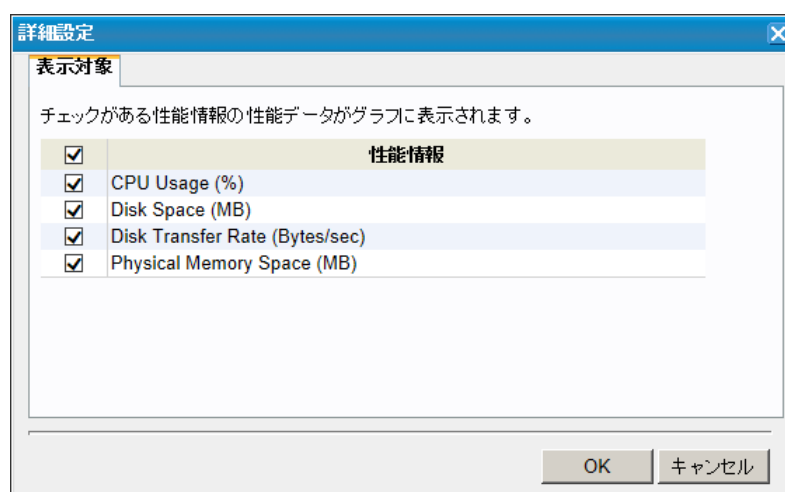 詳細設定
表示対象
チェックがある性能情報の性能データがグラフに表示されます。
性能情報
CPU Usage (%)
Disk Space (MB)
Disk Transfer Rate (Bytes/sec)
Physical Memory Space (MB)
OK キャンセル